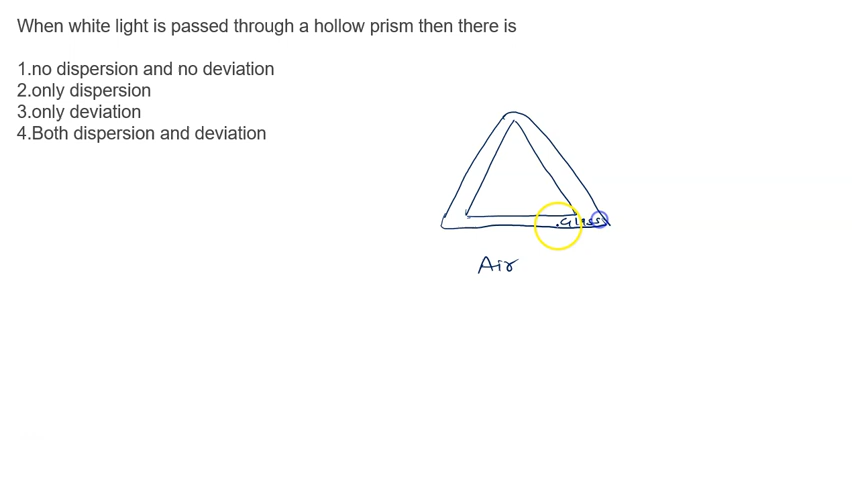 When white light is passed through a hollow prism then there is
1.no dispersion and no deviation
2.only dispersion
3.only deviation
4.Both dispersion and deviation
Glass
Air